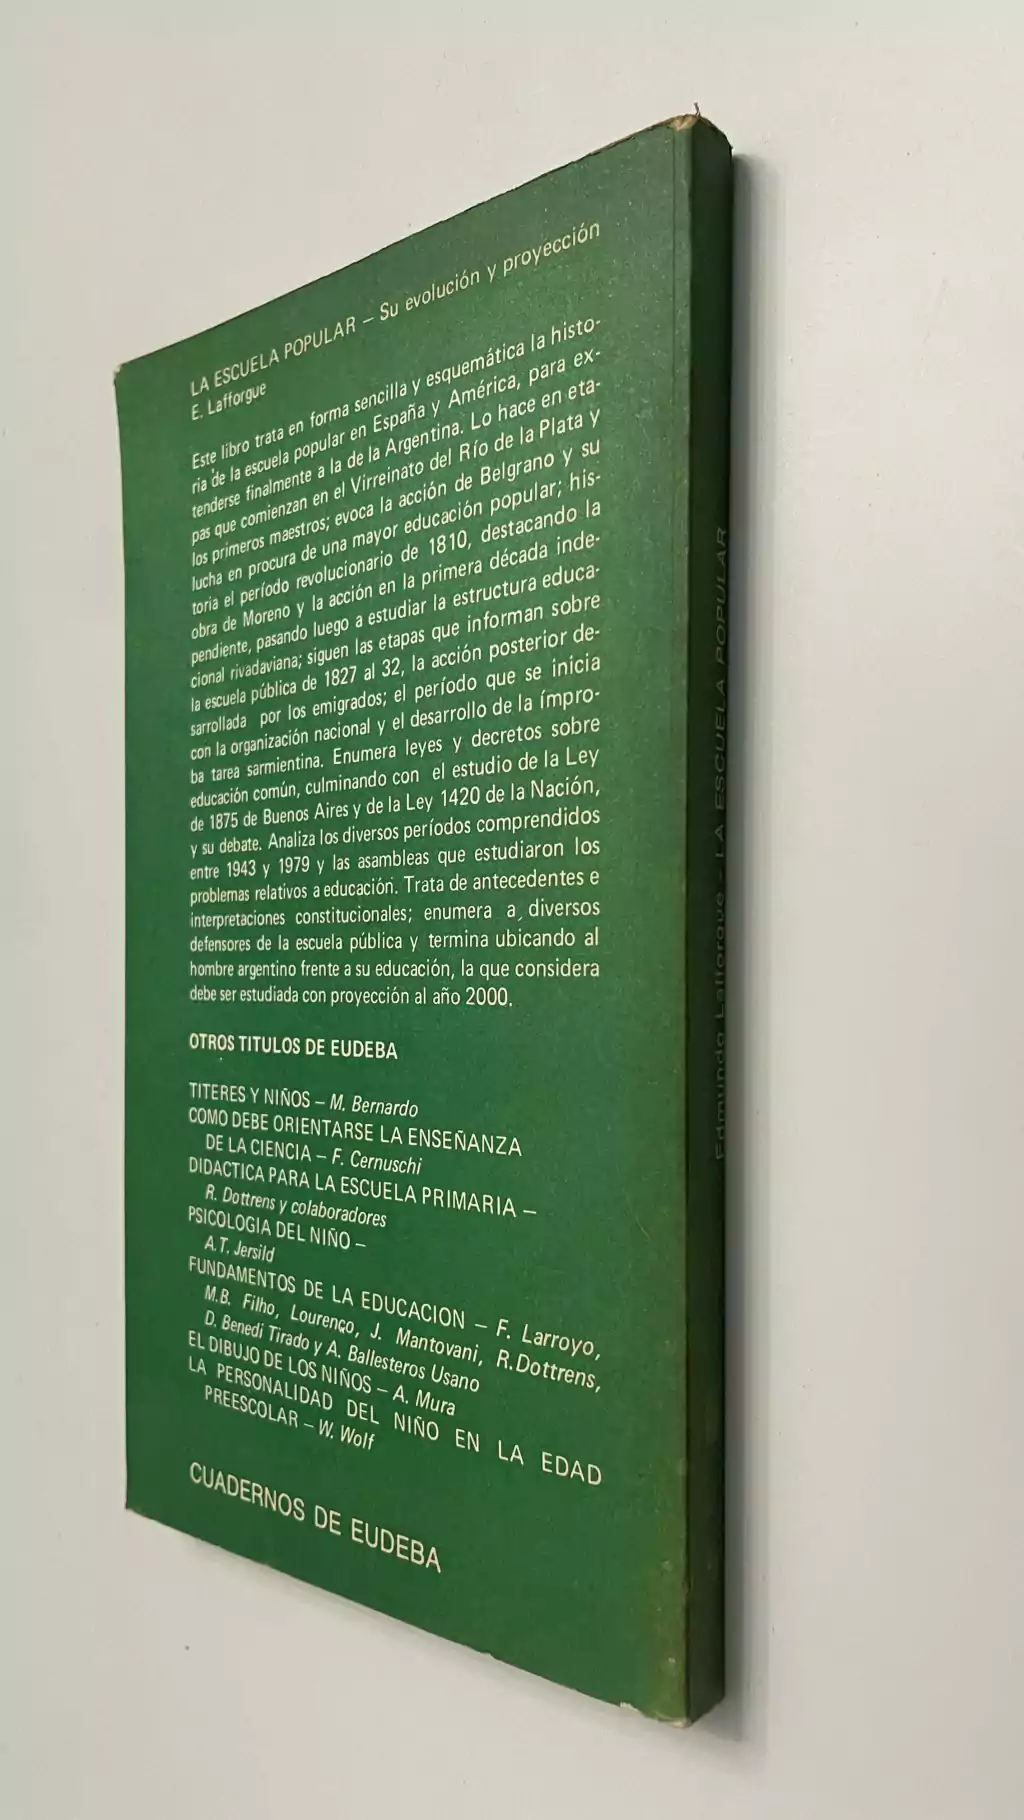 LA ESCUELA POPULAR – Su evolución y proyección
E. Lafforgue
Este libro trata en forma sencilla y esquemática la histo-
ria de la escuela popular en España y América, para ex-
tenderse finalmente a la de la Argentina. Lo hace en eta-
pas que comienzan en el Virreinato del Río de la Plata y
los primeros maestros; evoca la acción de Belgrano y su
lucha en procura de una mayor educación popular; his-
toria el período revolucionario de 1810, destacando la
obra de Moreno y la acción en la primera década inde-
pendiente, pasando luego a estudiar la estructura educa-
cional rivadaviana; siguen las etapas que informan sobre
la escuela pública de 1827 al 32, la acción posterior de-
sarrollada por los emigrados; el período que se inicia
con la organización nacional y el desarrollo de la ímpro-
ba tarea sarmientina. Enumera leyes y decretos sobre
educación común, culminando con el estudio de la Ley
de 1875 de Buenos Aires y de la Ley 1420 de la Nación,
y su debate. Analiza los diversos períodos comprendidos
entre 1943 y 1979 y las asambleas que estudiaron los
problemas relativos a educación. Trata de antecedentes e
interpretaciones constitucionales; enumera a diversos
defensores de la escuela pública y termina ubicando al
hombre argentino frente a su educación, la que considera
debe ser estudiada con proyección al año 2000.
OTROS TITULOS DE EUDEBA
TITERES Y NIÑOS – M. Bernardo
COMO DEBE ORIENTARSE LA ENSEÑANZA
DE LA CIENCIA – F. Cernuschi
DIDACTICA PARA LA ESCUELA PRIMARIA –
R. Dottrens y colaboradores
PSICOLOGIA DEL NIÑO –
A.T. Jersild
FUNDAMENTOS DE LA EDUCACION – F. Larroyo,
M.B. Filho, Lourenço, J. Mantovani, R.Dottrens,
D. Benedi Tirado y A. Ballesteros Usano
EL DIBUJO DE LOS NIÑOS – A. Mura
LA PERSONALIDAD DEL NIÑO EN LA EDAD
PREESCOLAR – W. Wolf
CUADERNOS DE EUDEBA
Edmundo Lafforgue - LA ESCUELA POPULAR